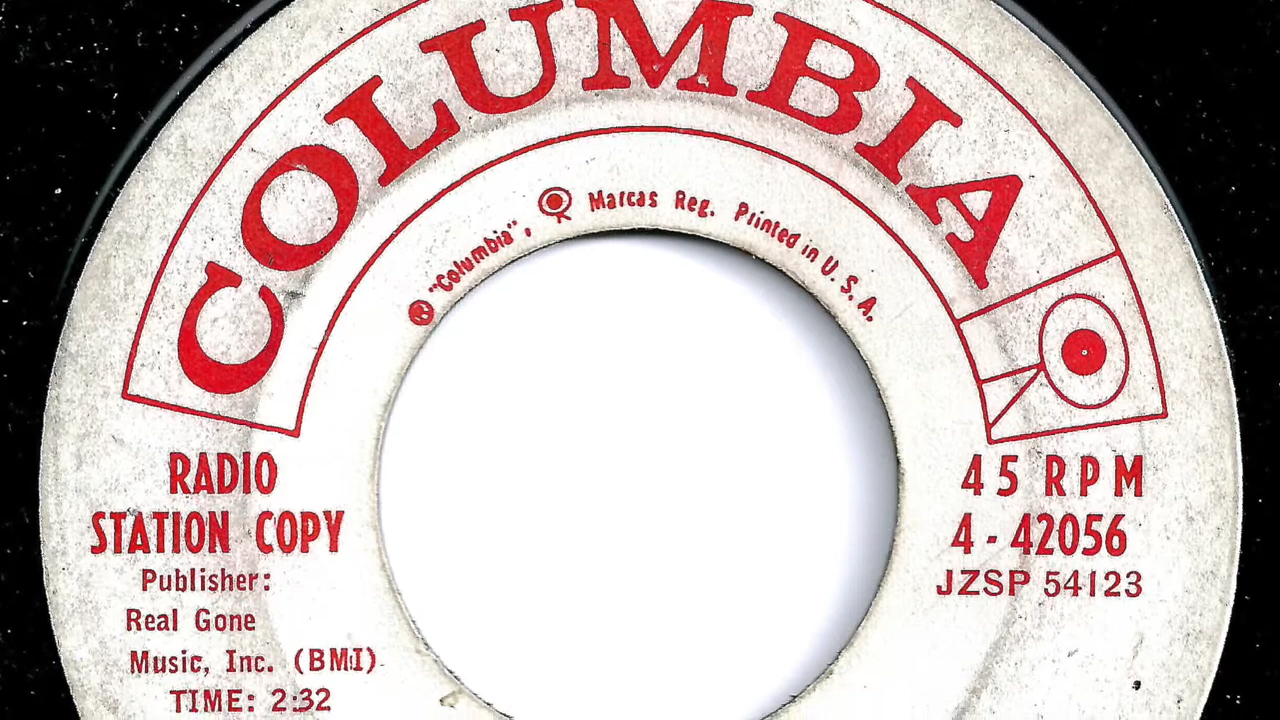 COLUMBIA
Ⓡ "Columbia", Marcas Reg. Printed in U. S. A.
RADIO
STATION COPY
Publisher:
Real Gone
Music, Inc. (BMI)
TIME: 2:32
45 RPM
4-42056
JZSP 54123